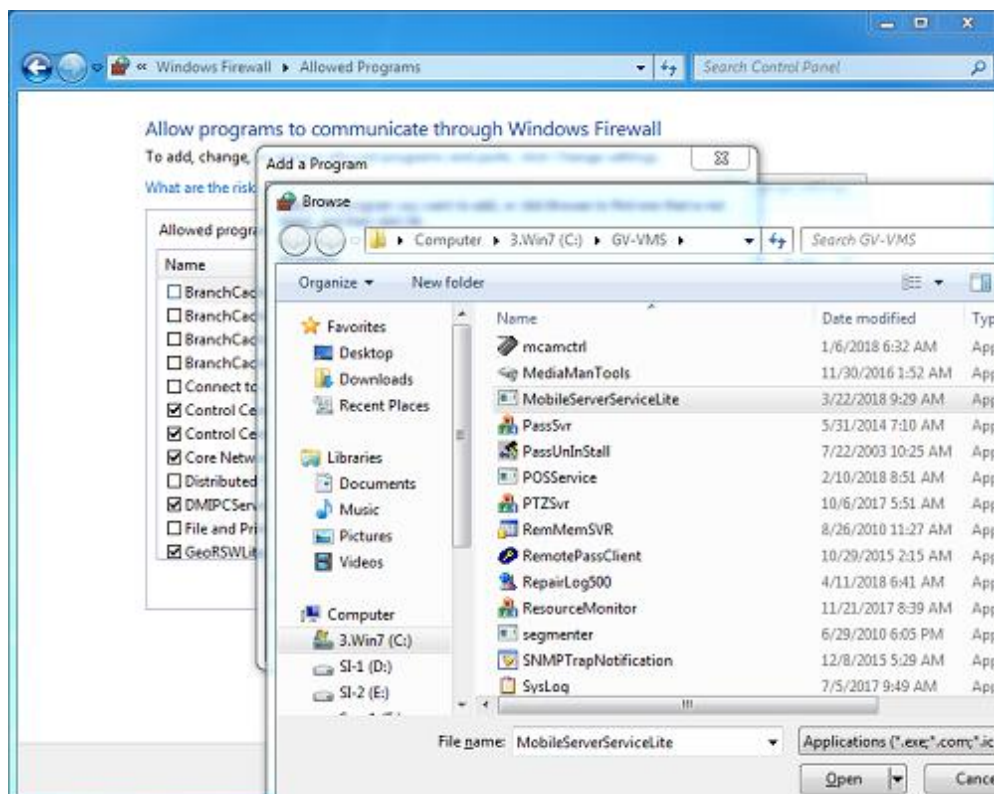 « Windows Firewall ▸ Allowed Programs
Search Control Panel
Allow programs to communicate through Windows Firewall
To add, change,
What are the risk
Allowed progra
Name
BranchCac
BranchCac
BranchCac
BranchCac
Connect to
Control Ce
Control Ce
Core Netw
Distributed
DMIPCServ
File and Pri
GeoRSWLit
Add a Program
Browse
Computer ▸ 3.Win7 (C:) ▸ GV-VMS ▸
Search GV-VMS
Organize
New folder
Favorites
Desktop
Downloads
Recent Places
Libraries
Documents
Music
Pictures
Videos
Computer
3.Win7 (C:)
SI-1 (D:)
SI-2 (E:)
Name Date modified Typ
mcamctrl 1/6/2018 6:32 AM App
MediaManTools 11/30/2016 1:52 AM App
MobileServerServiceLite 3/22/2018 9:29 AM App
PassSvr 5/31/2014 7:10 AM App
PassUnInStall 7/22/2003 10:25 AM App
POSService 2/10/2018 8:51 AM App
PTZSvr 10/6/2017 5:51 AM App
RemMemSVR 8/26/2010 11:27 AM App
RemotePassClient 10/29/2015 2:15 AM App
RepairLog500 4/11/2018 6:41 AM App
ResourceMonitor 11/21/2017 8:39 AM App
segmenter 6/29/2010 6:05 PM App
SNMPTrapNotification 12/8/2015 5:29 AM App
SysLog 7/5/2017 9:49 AM App
File name: MobileServerServiceLite
Applications (*.exe;*.com;*.ic
Open
Cance